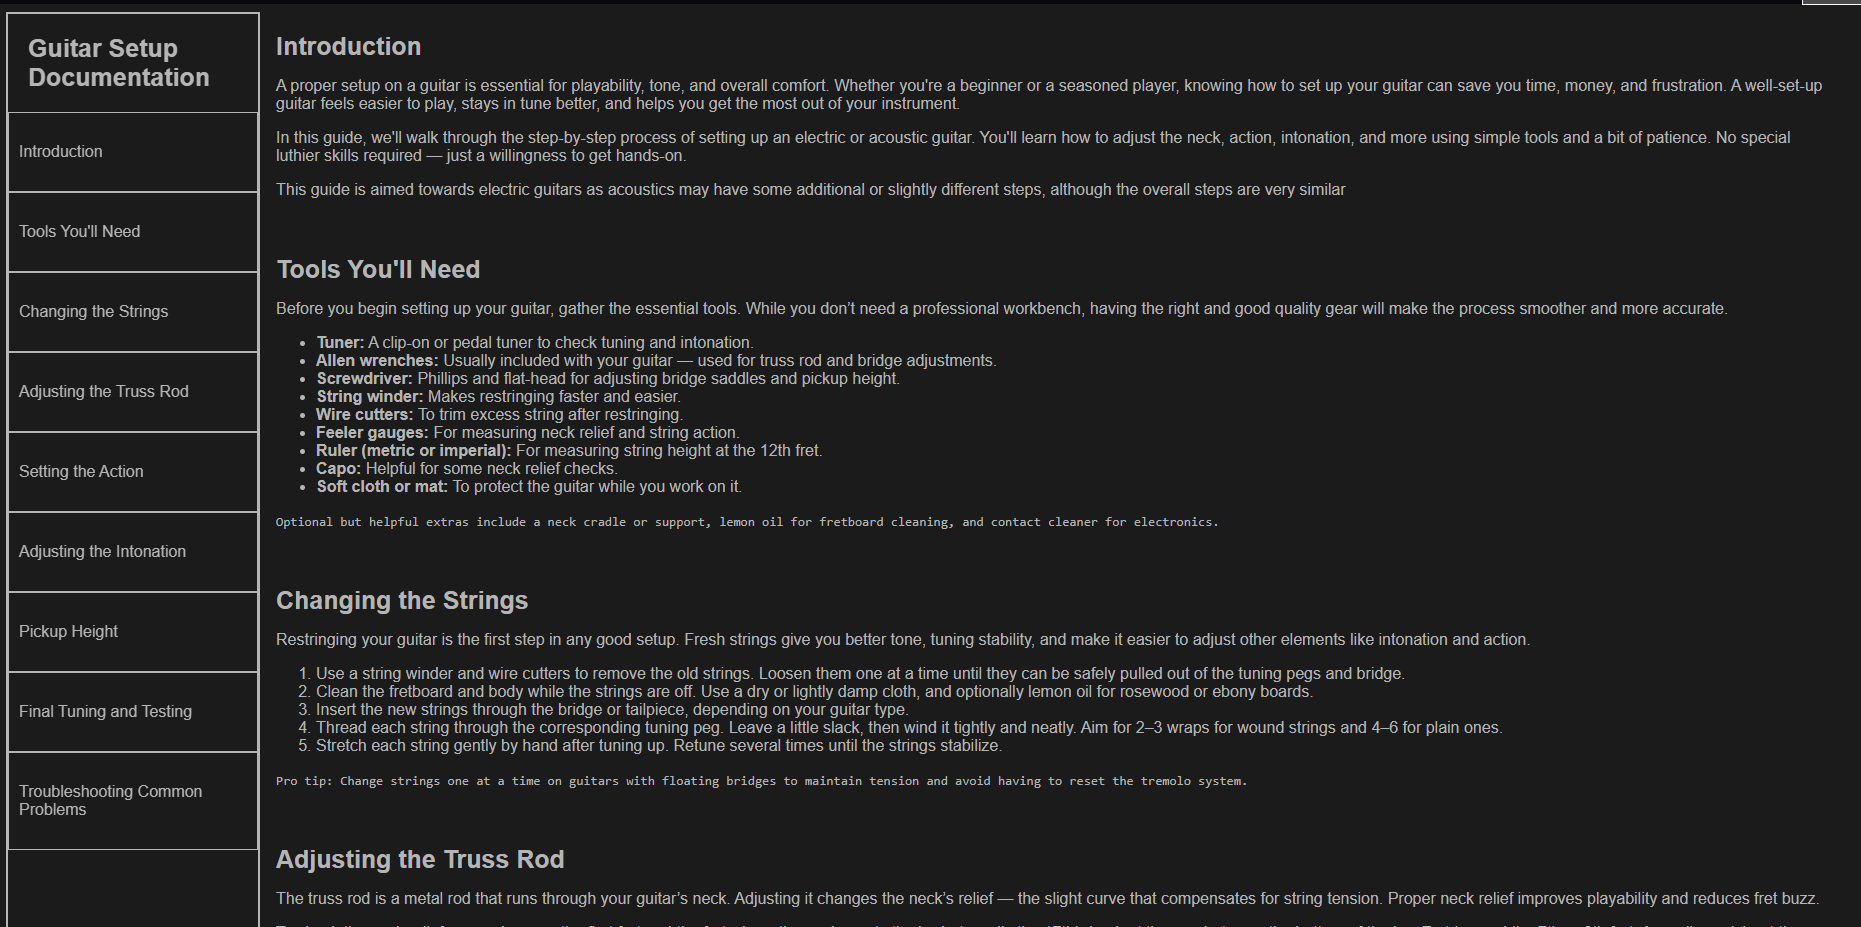 Guitar Setup
Documentation
Introduction
Tools You'll Need
Changing the Strings
Adjusting the Truss Rod
Setting the Action
Adjusting the Intonation
Pickup Height
Final Tuning and Testing
Troubleshooting Common
Problems
Introduction
A proper setup on a guitar is essential for playability, tone, and overall comfort. Whether you're a beginner or a seasoned player, knowing how to set up your guitar can save you time, money, and frustration. A well-set-up
guitar feels easier to play, stays in tune better, and helps you get the most out of your instrument.
In this guide, we'll walk through the step-by-step process of setting up an electric or acoustic guitar. You'll learn how to adjust the neck, action, intonation, and more using simple tools and a bit of patience. No special
luthier skills required — just a willingness to get hands-on.
This guide is aimed towards electric guitars as acoustics may have some additional or slightly different steps, although the overall steps are very similar
Tools You'll Need
Before you begin setting up your guitar, gather the essential tools. While you don’t need a professional workbench, having the right and good quality gear will make the process smoother and more accurate.
• Tuner: A clip-on or pedal tuner to check tuning and intonation.
• Allen wrenches: Usually included with your guitar — used for truss rod and bridge adjustments.
• Screwdriver: Phillips and flat-head for adjusting bridge saddles and pickup height.
• String winder: Makes restringing faster and easier.
• Wire cutters: To trim excess string after restringing.
• Feeler gauges: For measuring neck relief and string action.
• Ruler (metric or imperial): For measuring string height at the 12th fret.
• Capo: Helpful for some neck relief checks.
• Soft cloth or mat: To protect the guitar while you work on it.
Optional but helpful extras include a neck cradle or support, lemon oil for fretboard cleaning, and contact cleaner for electronics.
Changing the Strings
Restringing your guitar is the first step in any good setup. Fresh strings give you better tone, tuning stability, and make it easier to adjust other elements like intonation and action.
1. Use a string winder and wire cutters to remove the old strings. Loosen them one at a time until they can be safely pulled out of the tuning pegs and bridge.
2. Clean the fretboard and body while the strings are off. Use a dry or lightly damp cloth, and optionally lemon oil for rosewood or ebony boards.
3. Insert the new strings through the bridge or tailpiece, depending on your guitar type.
4. Thread each string through the corresponding tuning peg. Leave a little slack, then wind it tightly and neatly. Aim for 2–3 wraps for wound strings and 4–6 for plain ones.
5. Stretch each string gently by hand after tuning up. Retune several times until the strings stabilize.
Pro tip: Change strings one at a time on guitars with floating bridges to maintain tension and avoid having to reset the tremolo system.
Adjusting the Truss Rod
The truss rod is a metal rod that runs through your guitar’s neck. Adjusting it changes the neck’s relief — the slight curve that compensates for string tension. Proper neck relief improves playability and reduces fret buzz.